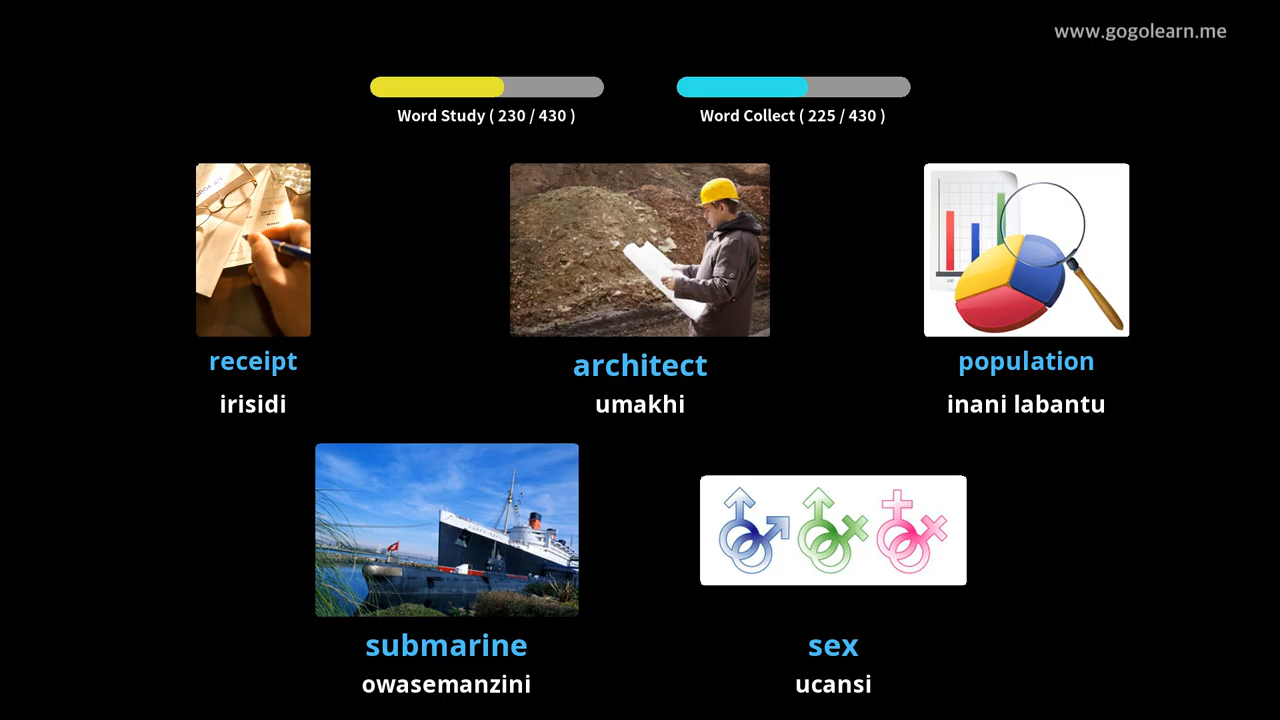 www.gogolearn.me
Word Study ( 230 / 430 )
Word Collect ( 225 / 430 )
receipt
irisidi
architect
umakhi
population
inani labantu
submarine
owasemanzini
sex
ucansi